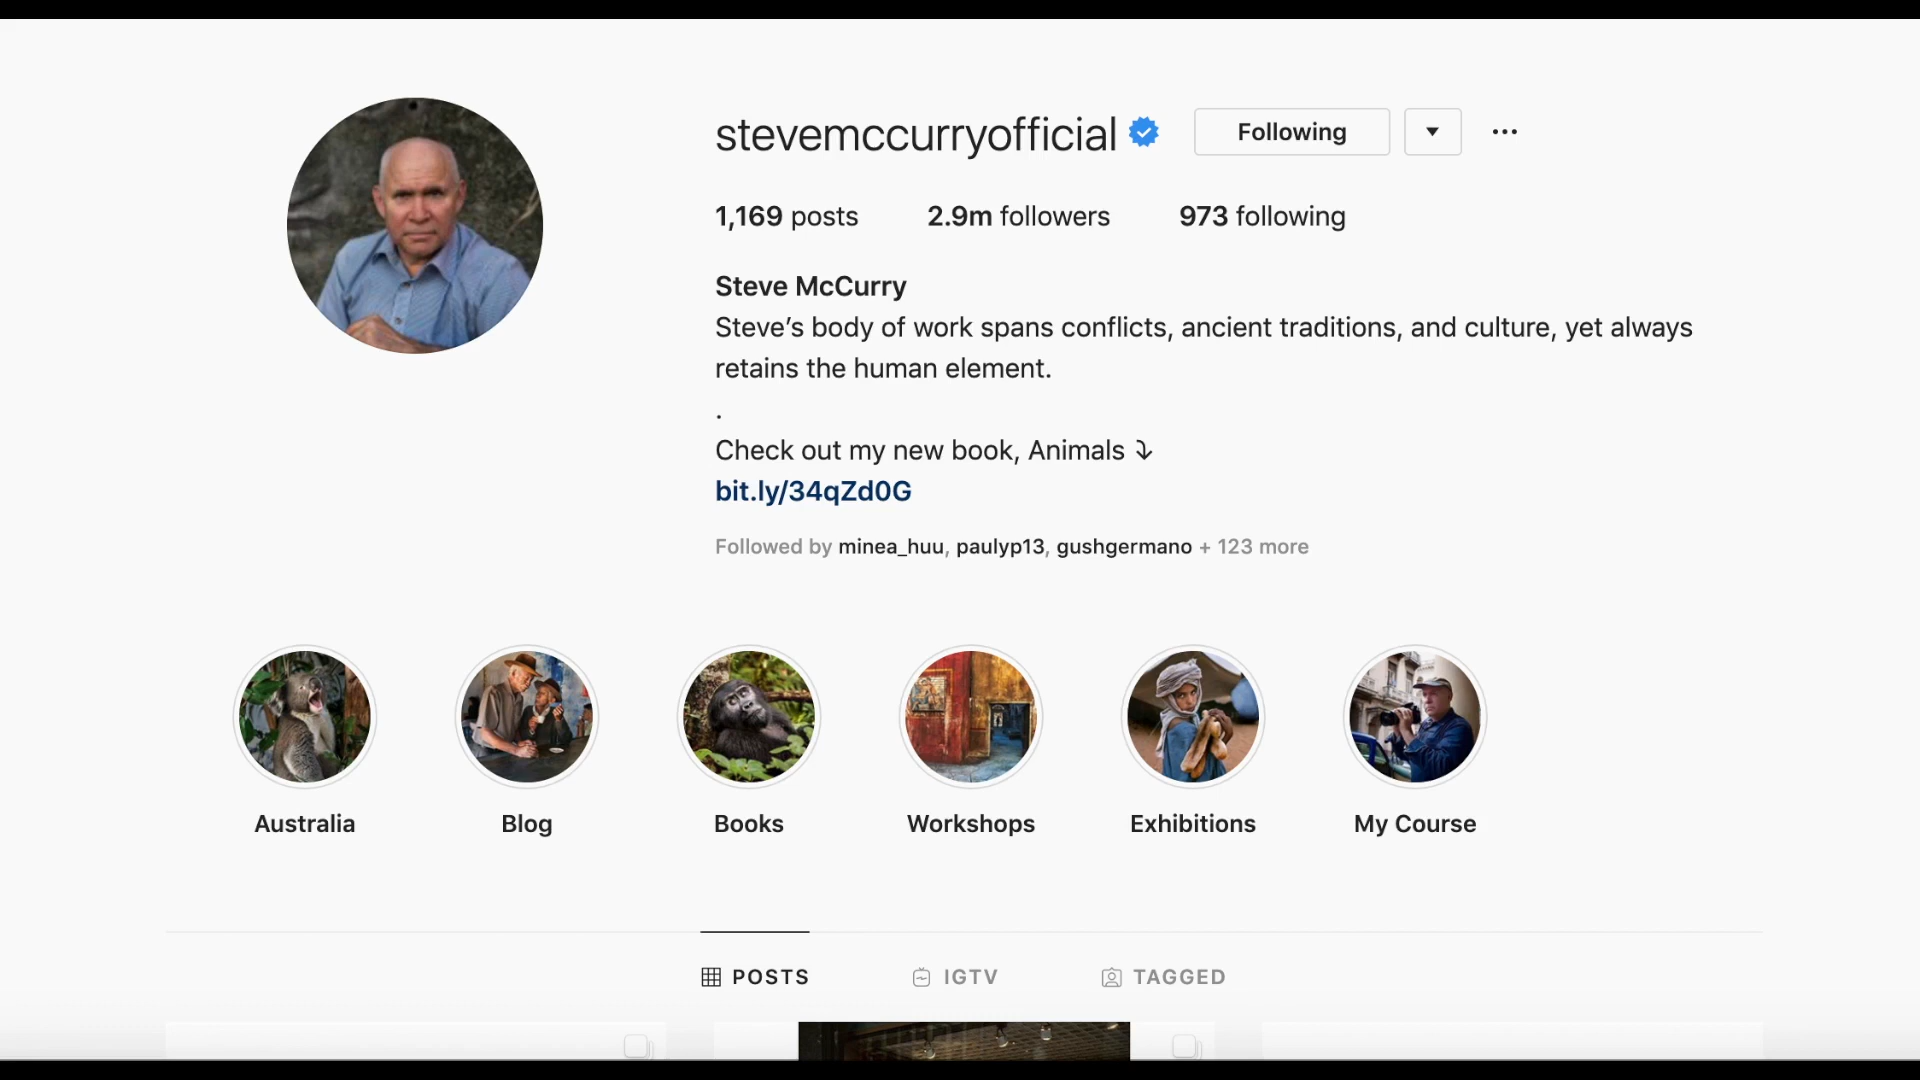 stevemccurryofficial Following
1,169 posts 2.9m followers 973 following
Steve McCurry
Steve’s body of work spans conflicts, ancient traditions, and culture, yet always
retains the human element.
.
Check out my new book, Animals ⤵
bit.ly/34qZd0G
Followed by minea_huu, paulyp13, gushgermano + 123 more
Australia Blog Books Workshops Exhibitions My Course
POSTS IGTV TAGGED